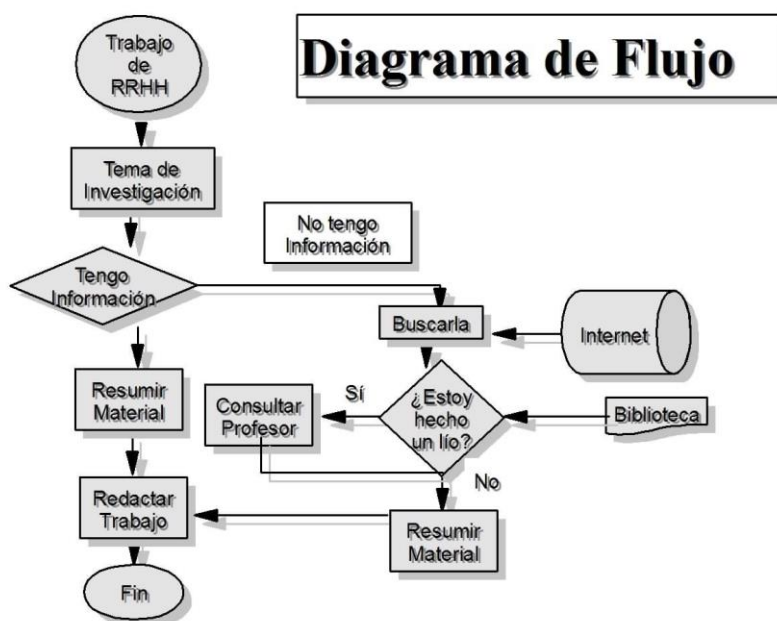 Diagrama de Flujo
Trabajo
de
RRHH
Tema de
Investigación
No tengo
Información
Tengo
Información
Buscarla
Internet
Resumir
Material
Sí
Consultar
Profesor
¿Estoy
hecho
un lío?
Biblioteca
No
Redactar
Trabajo
Resumir
Material
Fin